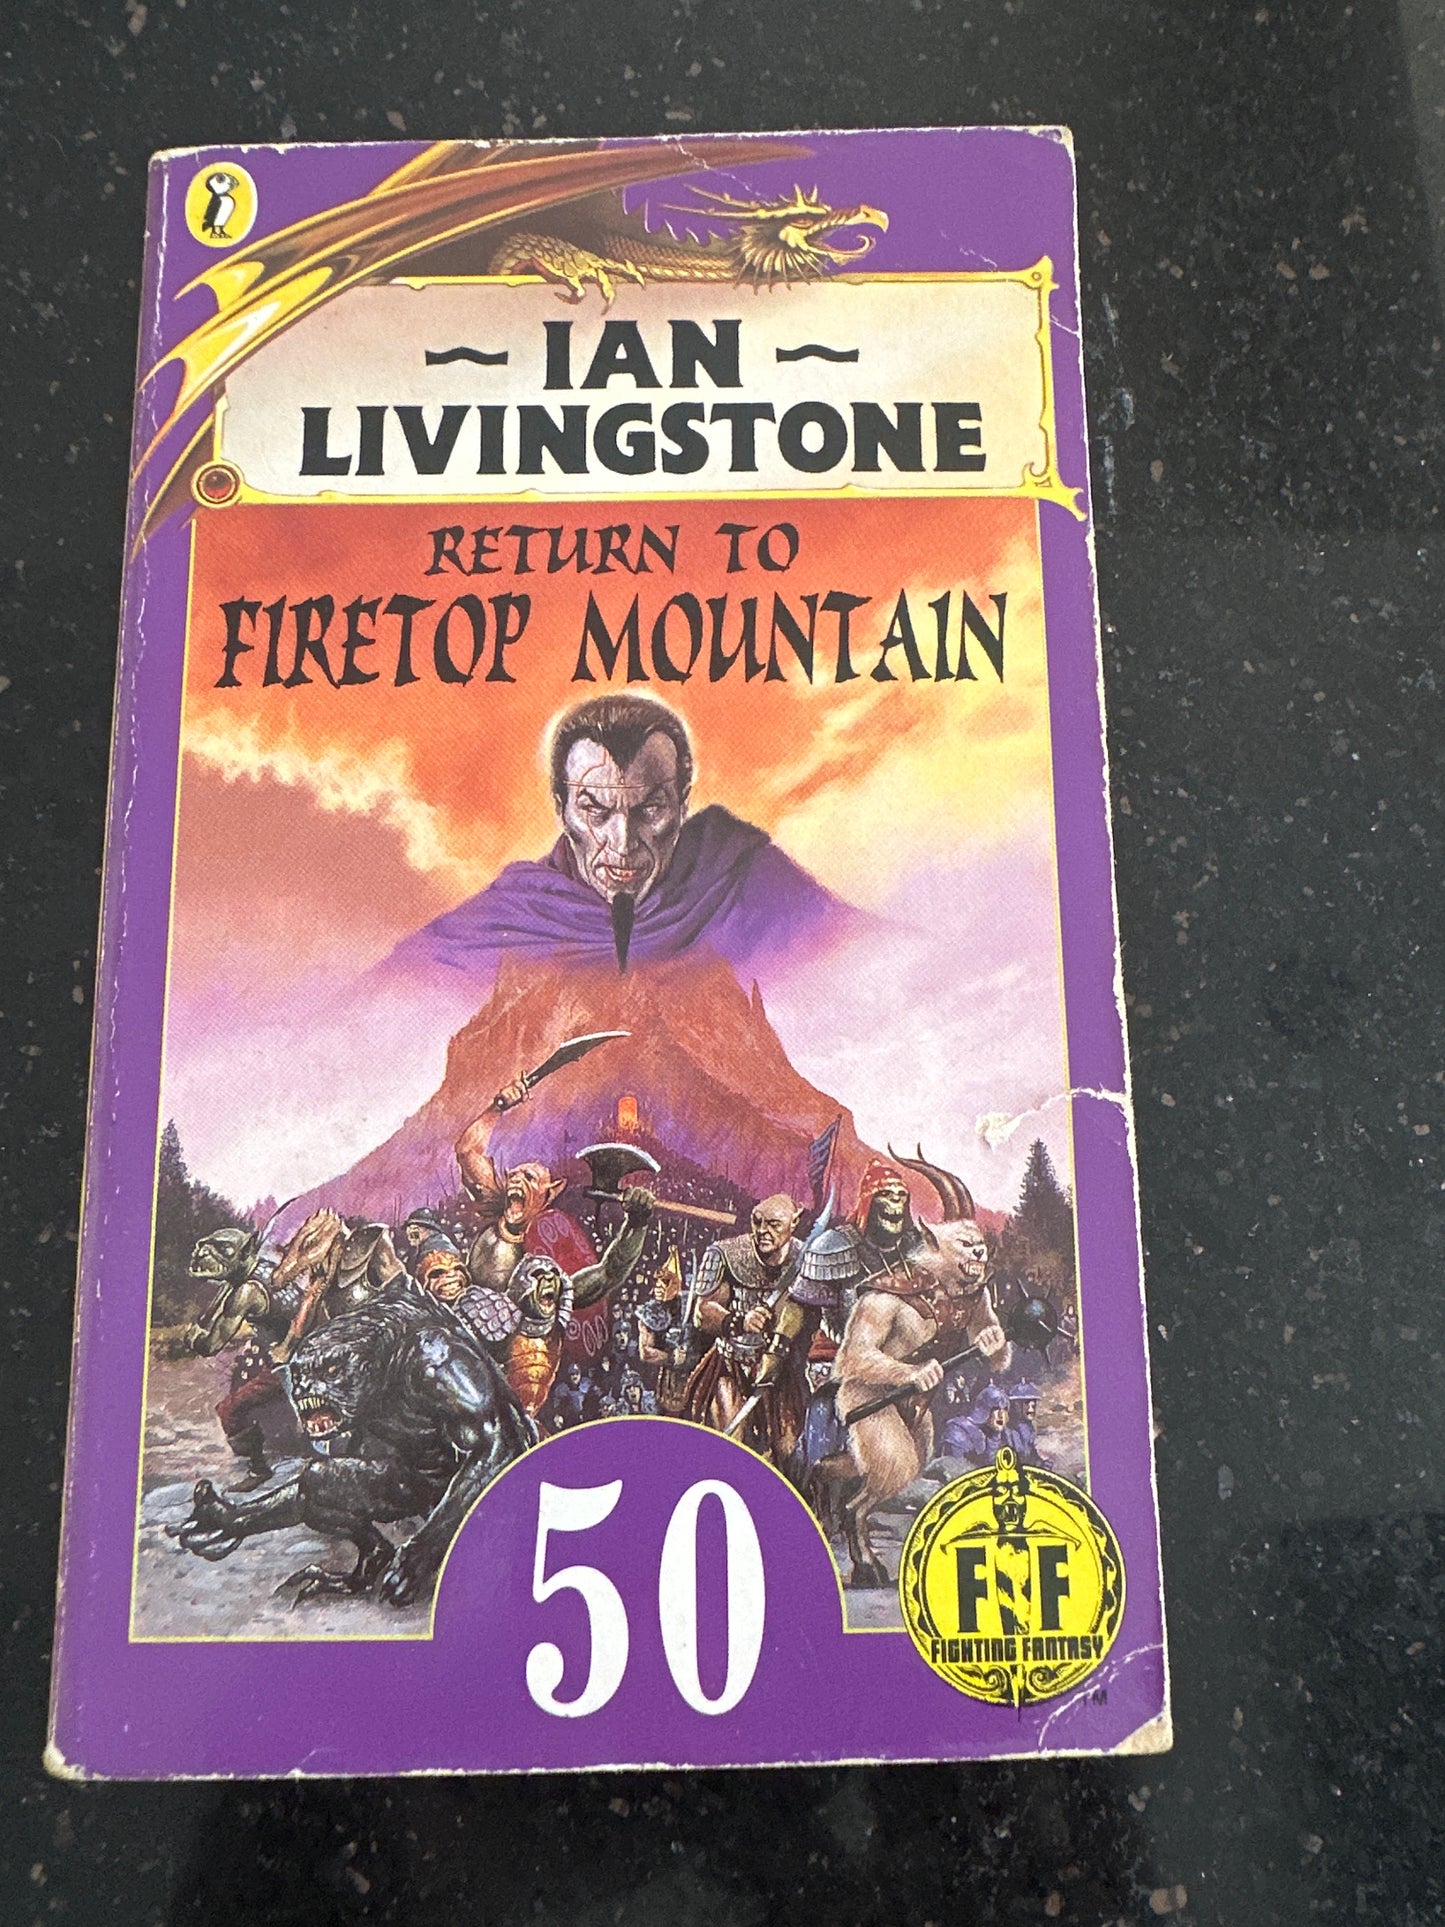 ~ IAN ~
LIVINGSTONE
RETURN TO
FIRETOP MOUNTAIN
50
FF
FIGHTING FANTASY
TM